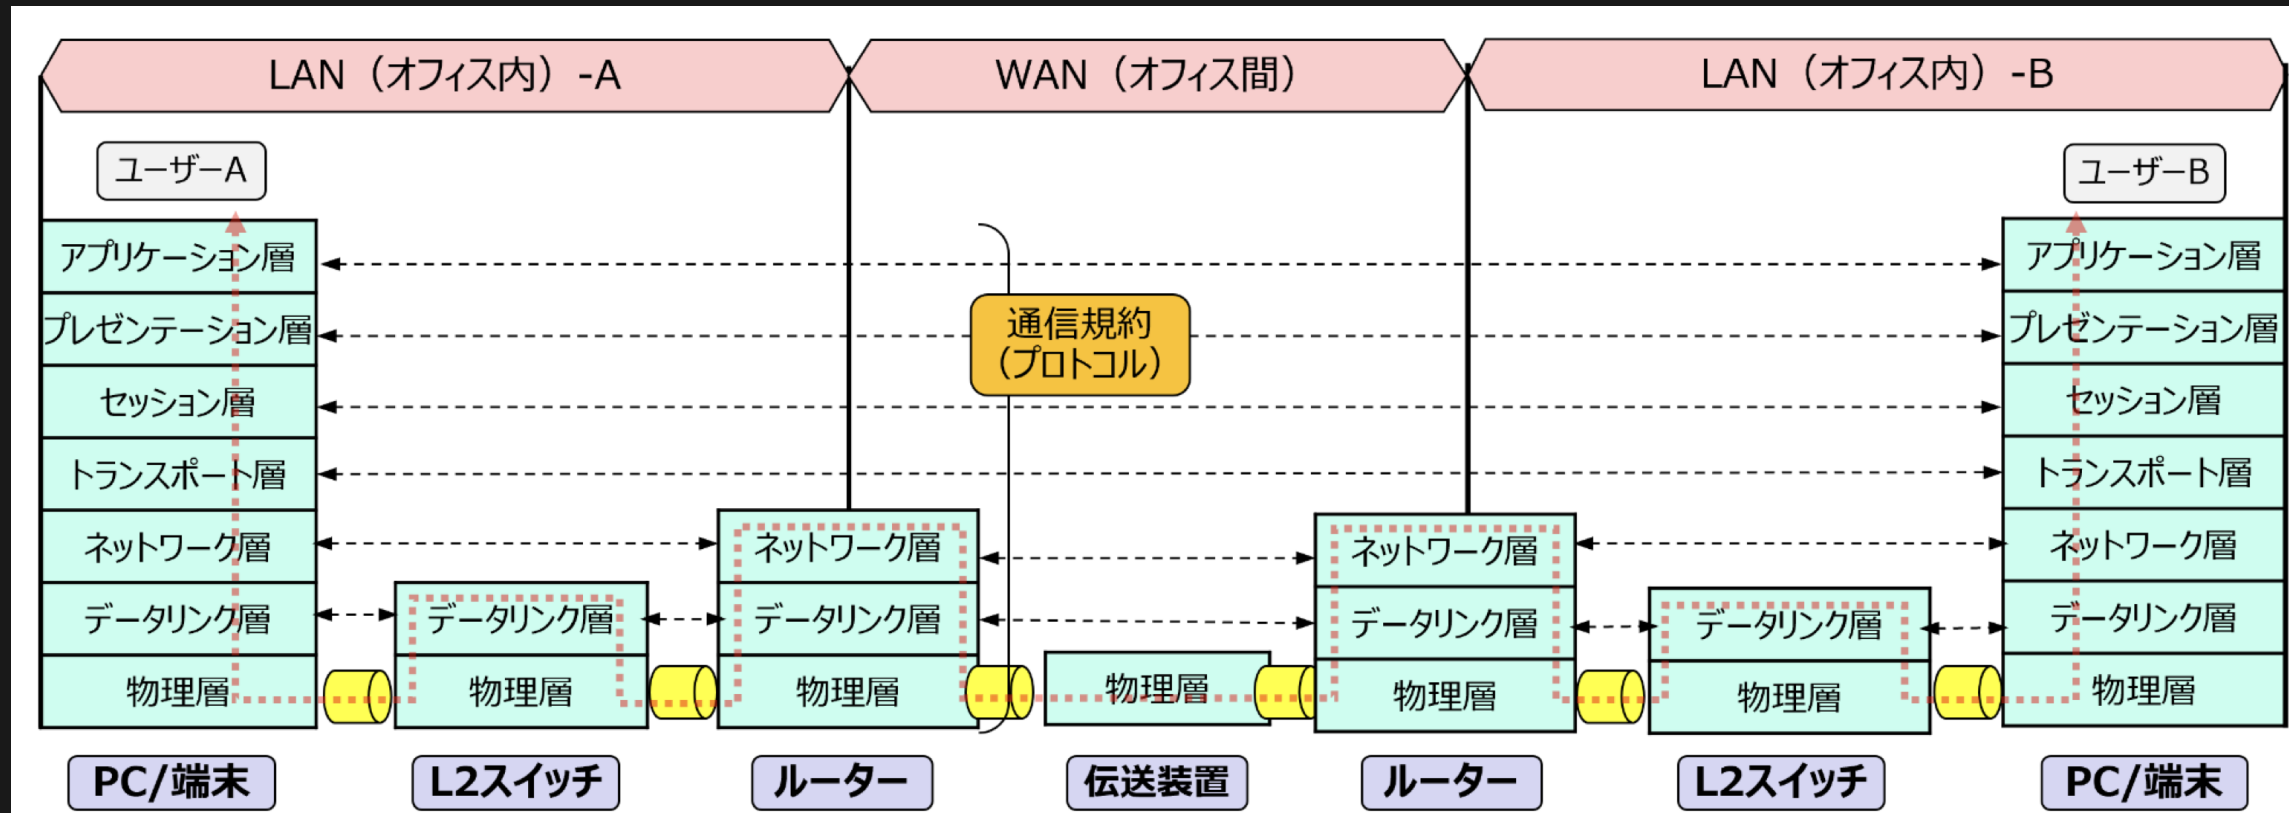 LAN（オフィス内）-A
WAN（オフィス間）
LAN（オフィス内）-B
ユーザーA
ユーザーB
アプリケーション層
プレゼンテーション層
セッション層
トランスポート層
ネットワーク層
データリンク層
物理層
データリンク層
物理層
ネットワーク層
データリンク層
物理層
通信規約
（プロトコル）
物理層
ネットワーク層
データリンク層
物理層
データリンク層
物理層
アプリケーション層
プレゼンテーション層
セッション層
トランスポート層
ネットワーク層
データリンク層
物理層
PC/端末
L2スイッチ
ルーター
伝送装置
ルーター
L2スイッチ
PC/端末